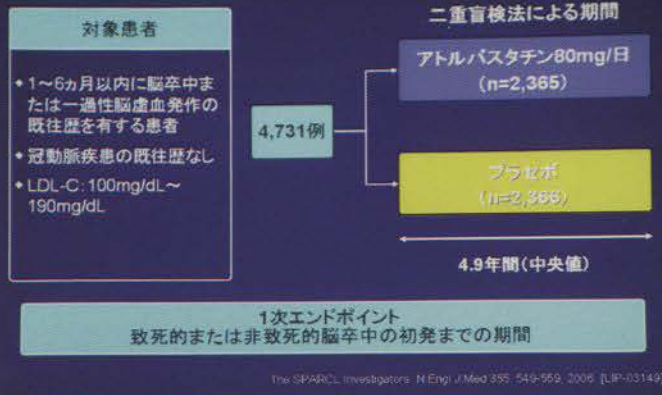 対象患者
◆1~6ヵ月以内に脳卒中ま
たは一過性脳虚血発作の
既往歴を有する患者
◆冠動脈疾患の既往歴なし
◆LDL-C:100mg/dL~
190mg/dL
4,731例
二重盲検法による期間
アトルバスタチン80mg/日
(n=2,365)
プラセボ
(n=2,366)
4.9年間(中央値)
1次エンドポイント
致死的または非致死的脳卒中の初発までの期間
The SPARCL Investigators. N Engl J Med 355, 549-559, 2006. [LIP-03149]